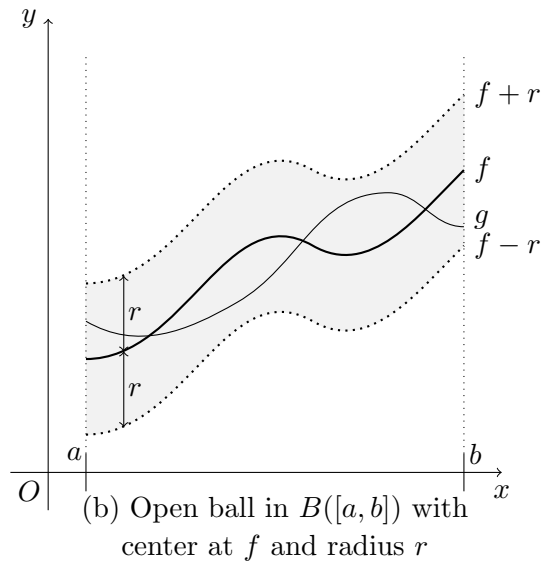 y
f + r
f
g
f − r
r
r
a
b
O
x
(b) Open ball in B([a, b]) with
center at f and radius r